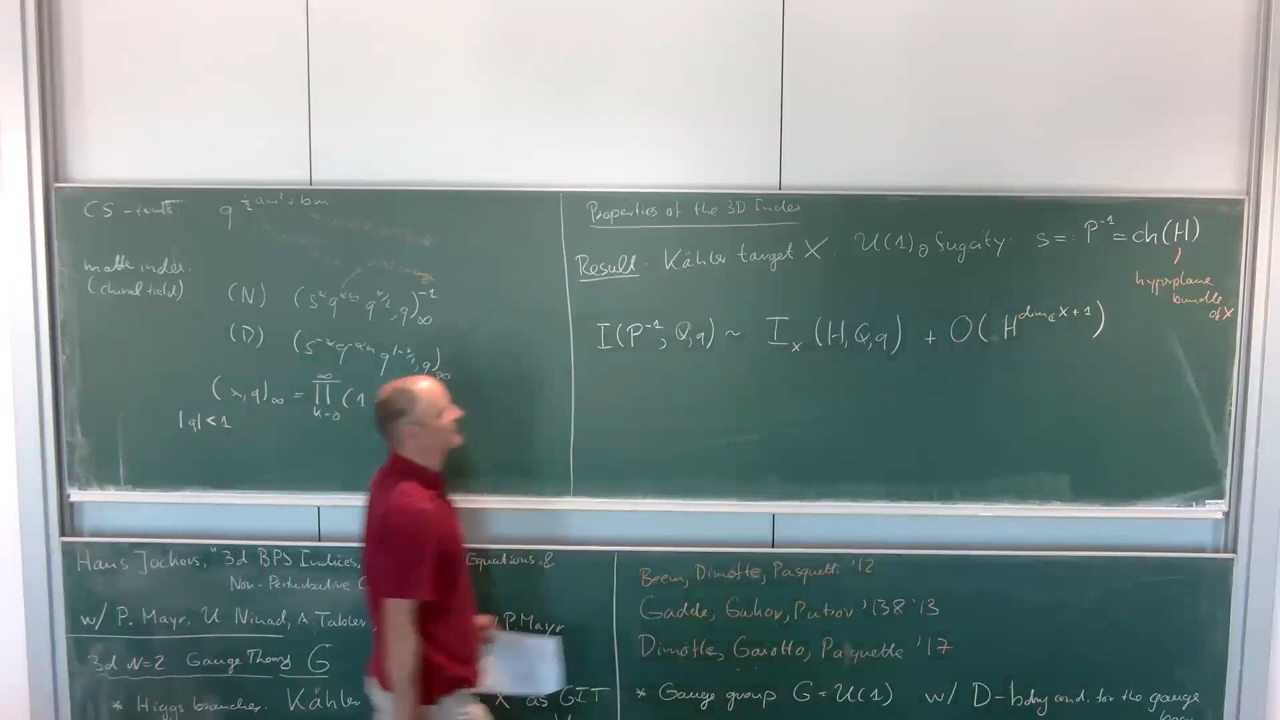 CS-terms: q^{½am²+bm}
matter index.
(chiral field)
(N) (s^α q^{αm} q^{r/2}, q)_∞^{-1}
(D) (s^{-α} q^{-αm} q^{1-r/2}, q)_∞
(x,q)_∞ = ∏_{k=0}^{∞} (1
|q|<1
Properties of the 3D Index
Result: Kähler target X: U(1)_∂ fugacity: s =: P^{-1} = ch(H)
hyperplane
bundle
of X
I(P^{-1}, Q, q) ~ I_X (H, Q, q) + O(H^{dim_ℂ X+1})
Hans Jockers, "3d BPS Indices, Equations &
Non-Perturbative
w/ P. Mayr, U Ninad, A. Tabler P. Mayr
3d N=2 Gauge Theory G
* Higgs branches: Kähler X as GIT
Beem, Dimofte, Pasquetti '12
Gadde, Gukov, Putrov '13 & '13
Dimofte, Gaiotto, Paquette '17
* Gauge group G=U(1) w/ D-bdry cond. for the gauge